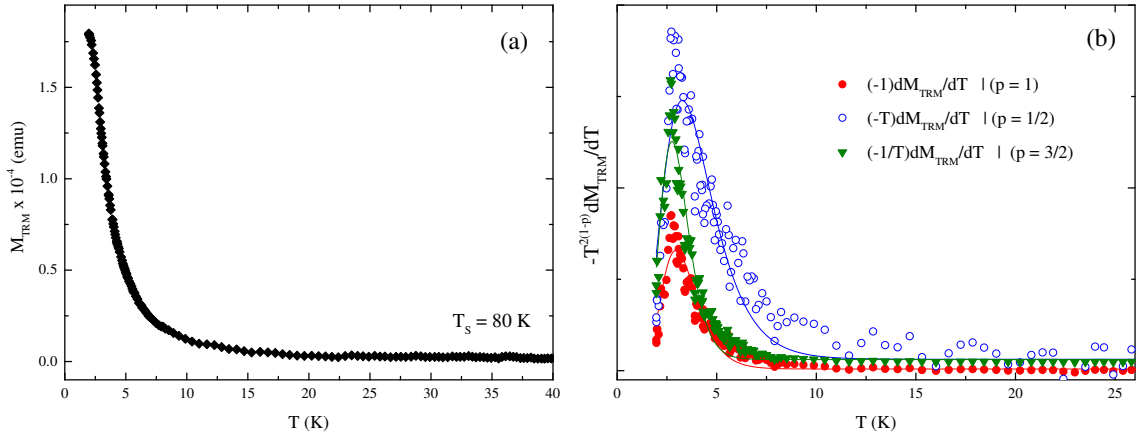 (a)
1.5
1.0
0.5
0.0
M_TRM x 10^-4 (emu)
T_S = 80 K
0 5 10 15 20 25 30 35 40
T (K)
(b)
(-1)dM_TRM/dT | (p = 1)
(-T)dM_TRM/dT | (p = 1/2)
(-1/T)dM_TRM/dT | (p = 3/2)
-T^2(1-p)dM_TRM/dT
0 5 10 15 20 25
T (K)